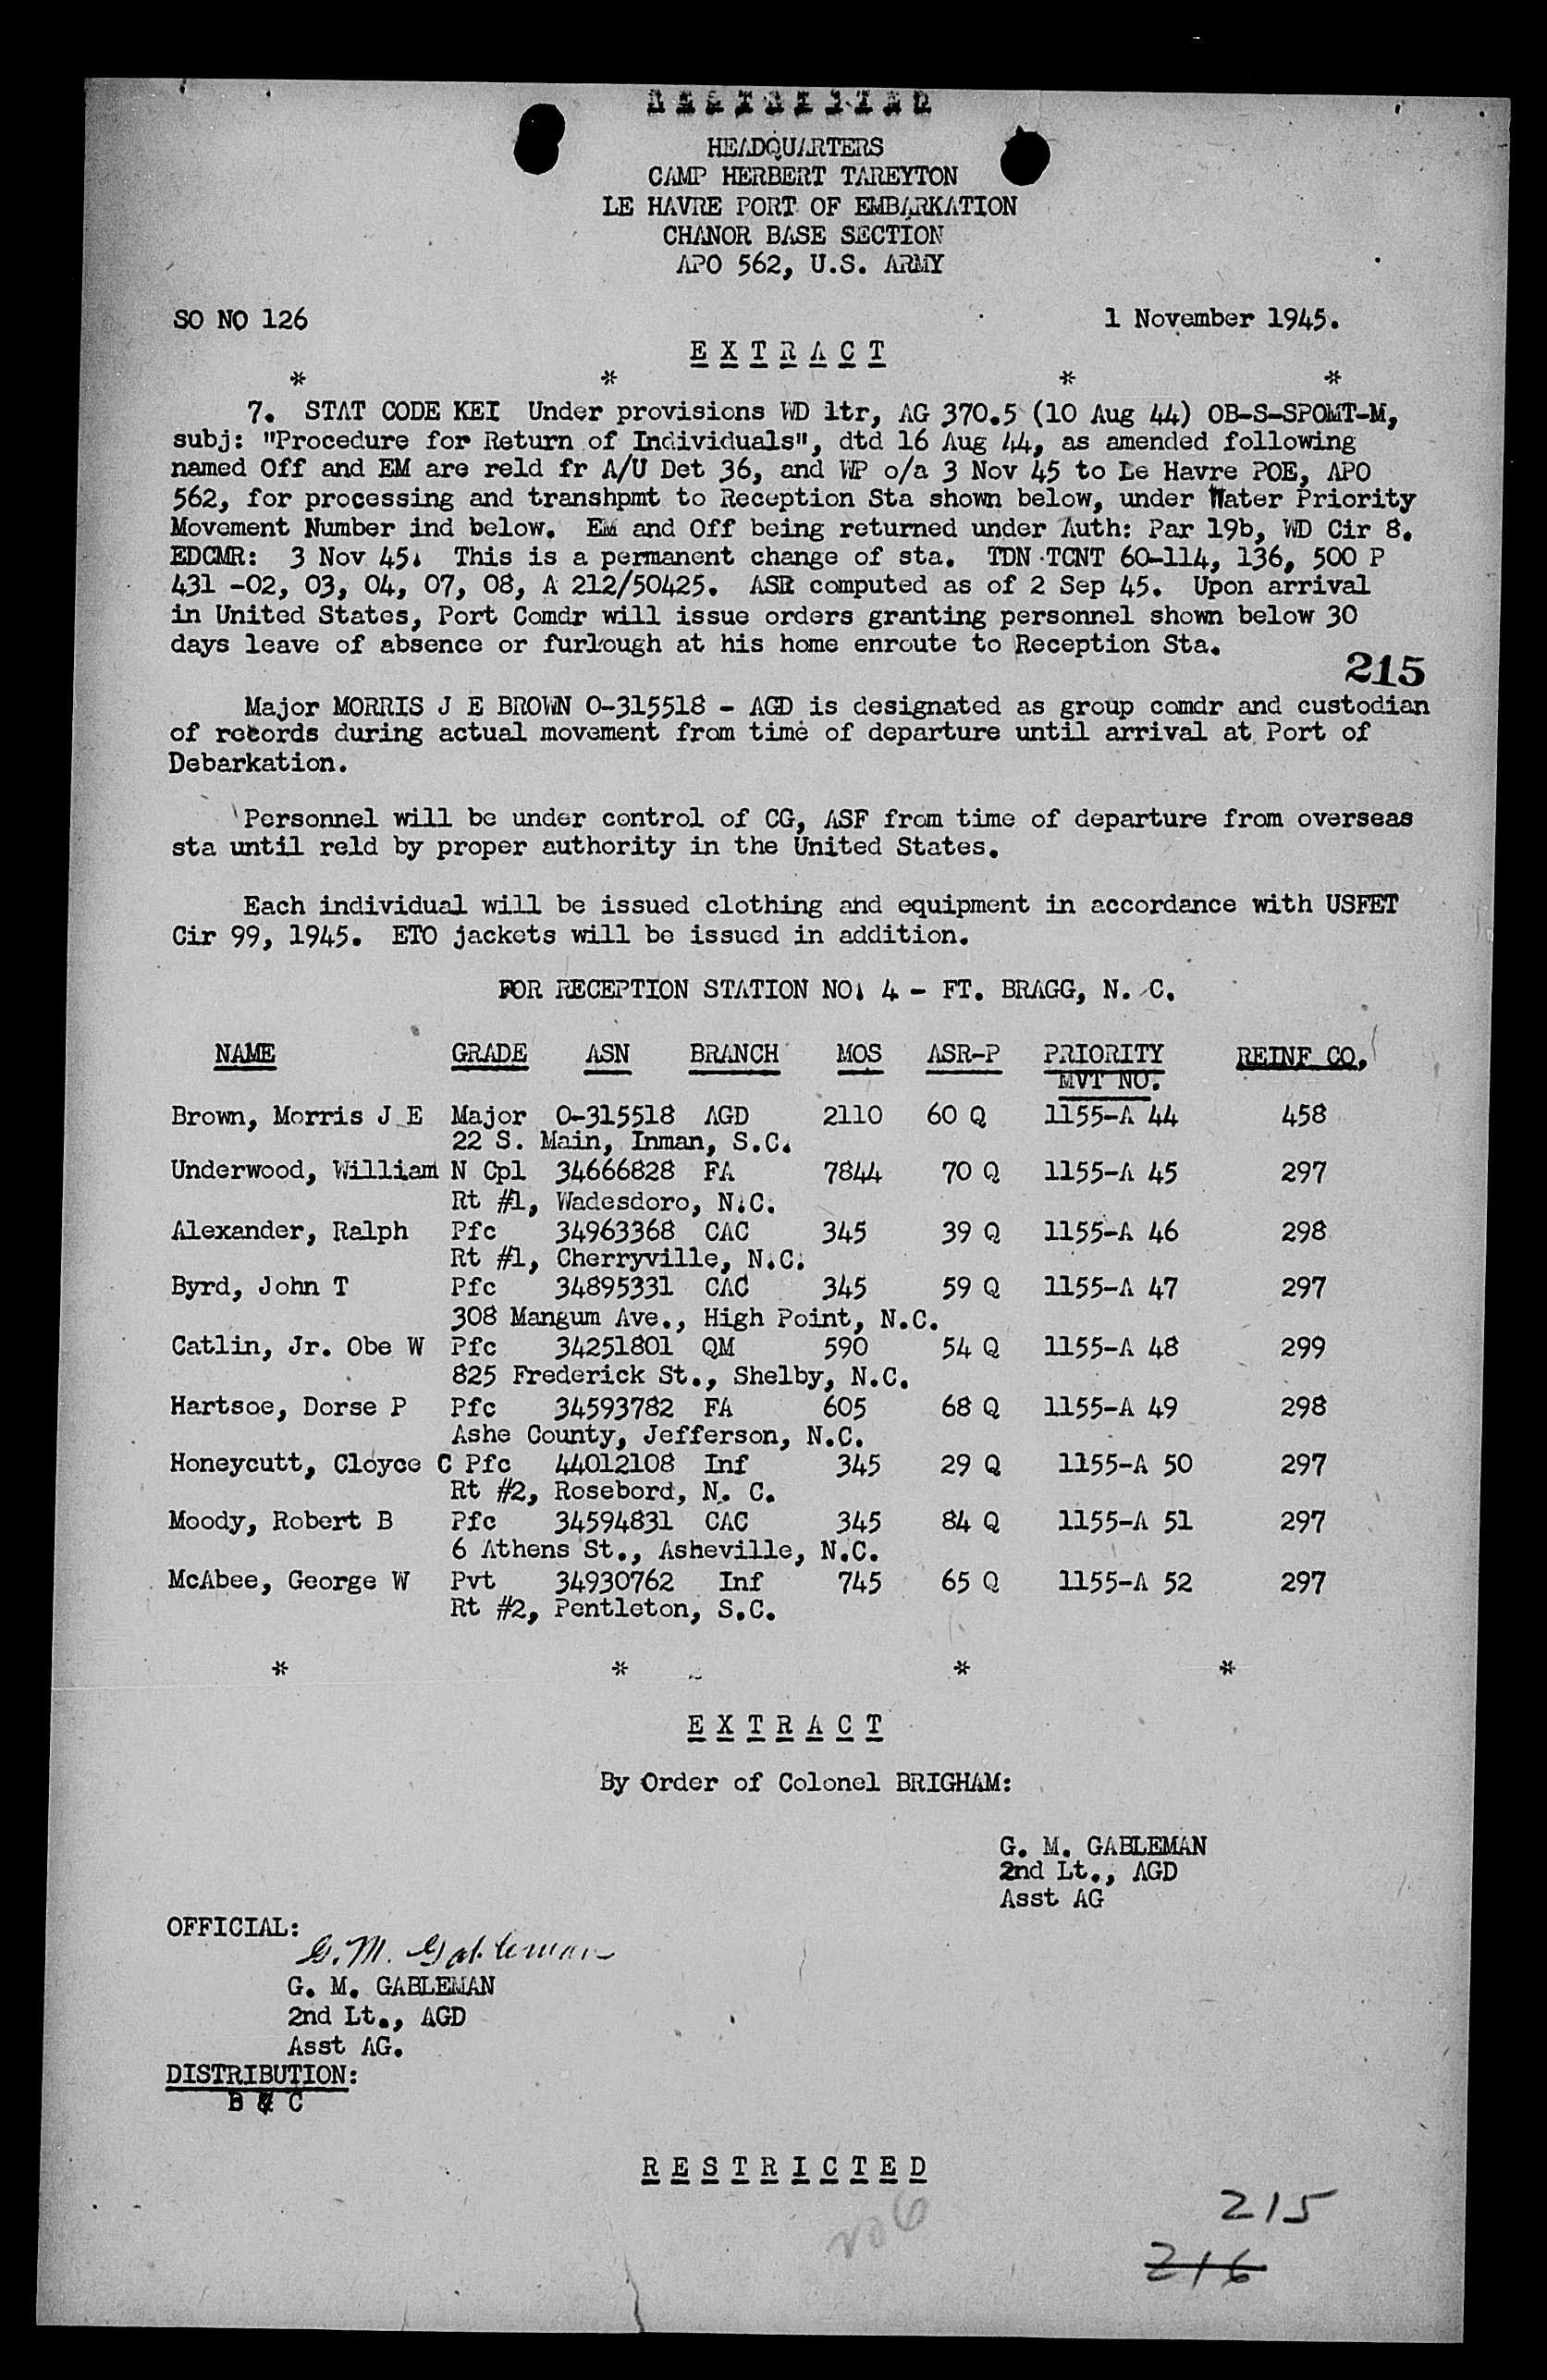 RESTRICTED
HEADQUARTERS
CAMP HERBERT TAREYTON
LE HAVRE PORT OF EMBARKATION
CHANOR BASE SECTION
APO 562, U.S. ARMY
SO NO 126 1 November 1945.
E X T R A C T
* * * *
7. STAT CODE KEI Under provisions WD ltr, AG 370.5 (10 Aug 44) OB-S-SPOMT-M,
subj: "Procedure for Return of Individuals", dtd 16 Aug 44, as amended following
named Off and EM are reld fr A/U Det 36, and WP o/a 3 Nov 45 to Le Havre POE, APO
562, for processing and transhpmt to Reception Sta shown below, under Water Priority
Movement Number ind below. EM and Off being returned under Auth: Par 19b, WD Cir 8.
EDCMR: 3 Nov 45. This is a permanent change of sta. TDN TCNT 60-114, 136, 500 P
431 -02, 03, 04, 07, 08, A 212/50425. ASR computed as of 2 Sep 45. Upon arrival
in United States, Port Comdr will issue orders granting personnel shown below 30
days leave of absence or furlough at his home enroute to Reception Sta.
215
Major MORRIS J E BROWN O-315518 - AGD is designated as group comdr and custodian
of records during actual movement from time of departure until arrival at Port of
Debarkation.
Personnel will be under control of CG, ASF from time of departure from overseas
sta until reld by proper authority in the United States.
Each individual will be issued clothing and equipment in accordance with USFET
Cir 99, 1945. ETO jackets will be issued in addition.
FOR RECEPTION STATION NO. 4 - FT. BRAGG, N. C.
NAME GRADE ASN BRANCH MOS ASR-P PRIORITY REINF CO.
MVT NO.
Brown, Morris J E Major O-315518 AGD 2110 60 Q 1155-A 44 458
22 S. Main, Inman, S.C.
Underwood, William N Cpl 34666828 FA 7844 70 Q 1155-A 45 297
Rt #1, Wadesdoro, N.C.
Alexander, Ralph Pfc 34963368 CAC 345 39 Q 1155-A 46 298
Rt #1, Cherryville, N.C.
Byrd, John T Pfc 34895331 CAC 345 59 Q 1155-A 47 297
308 Mangum Ave., High Point, N.C.
Catlin, Jr. Obe W Pfc 34251801 QM 590 54 Q 1155-A 48 299
825 Frederick St., Shelby, N.C.
Hartsoe, Dorse P Pfc 34593782 FA 605 68 Q 1155-A 49 298
Ashe County, Jefferson, N.C.
Honeycutt, Cloyce C Pfc 44012108 Inf 345 29 Q 1155-A 50 297
Rt #2, Rosebord, N. C.
Moody, Robert B Pfc 34594831 CAC 345 84 Q 1155-A 51 297
6 Athens St., Asheville, N.C.
McAbee, George W Pvt 34930762 Inf 745 65 Q 1155-A 52 297
Rt #2, Pentleton, S.C.
* * * *
E X T R A C T
By Order of Colonel BRIGHAM:
G. M. GABLEMAN
2nd Lt., AGD
Asst AG
OFFICIAL:
G. M. Gableman
G. M. GABLEMAN
2nd Lt., AGD
Asst AG.
DISTRIBUTION:
B & C
R E S T R I C T E D
215
216